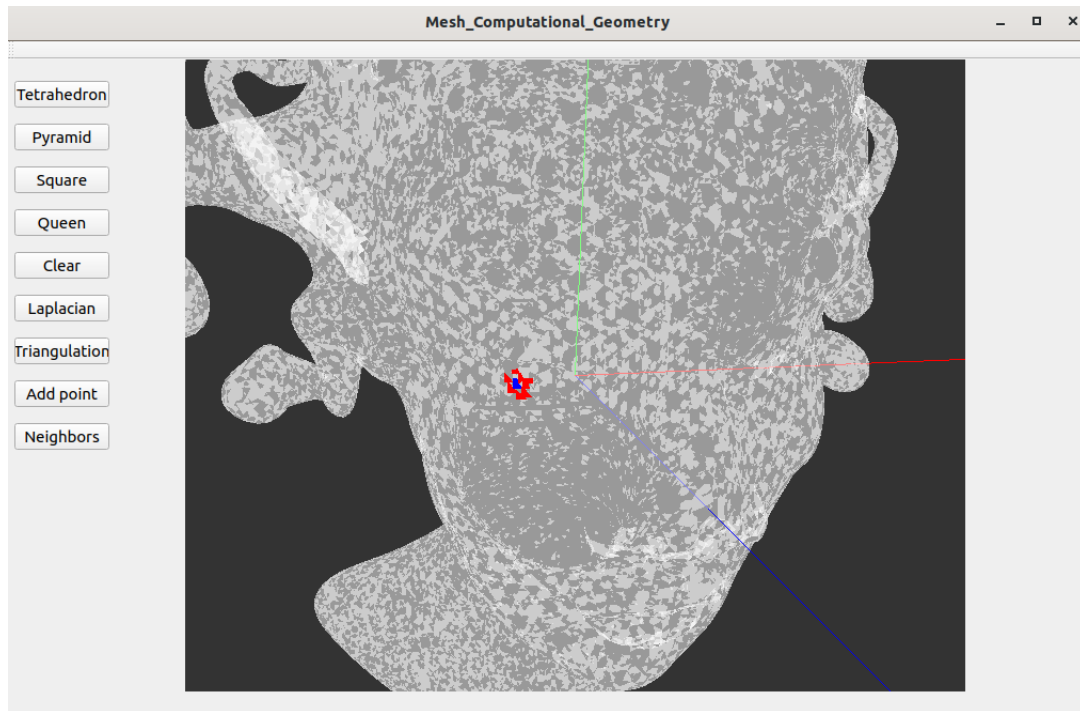 Mesh_Computational_Geometry
Tetrahedron
Pyramid
Square
Queen
Clear
Laplacian
Triangulation
Add point
Neighbors